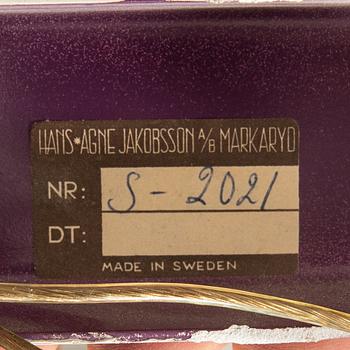 HANS*AGNE JAKOBSSON A/B MARKARYD
NR: S-2021
DT:
MADE IN SWEDEN